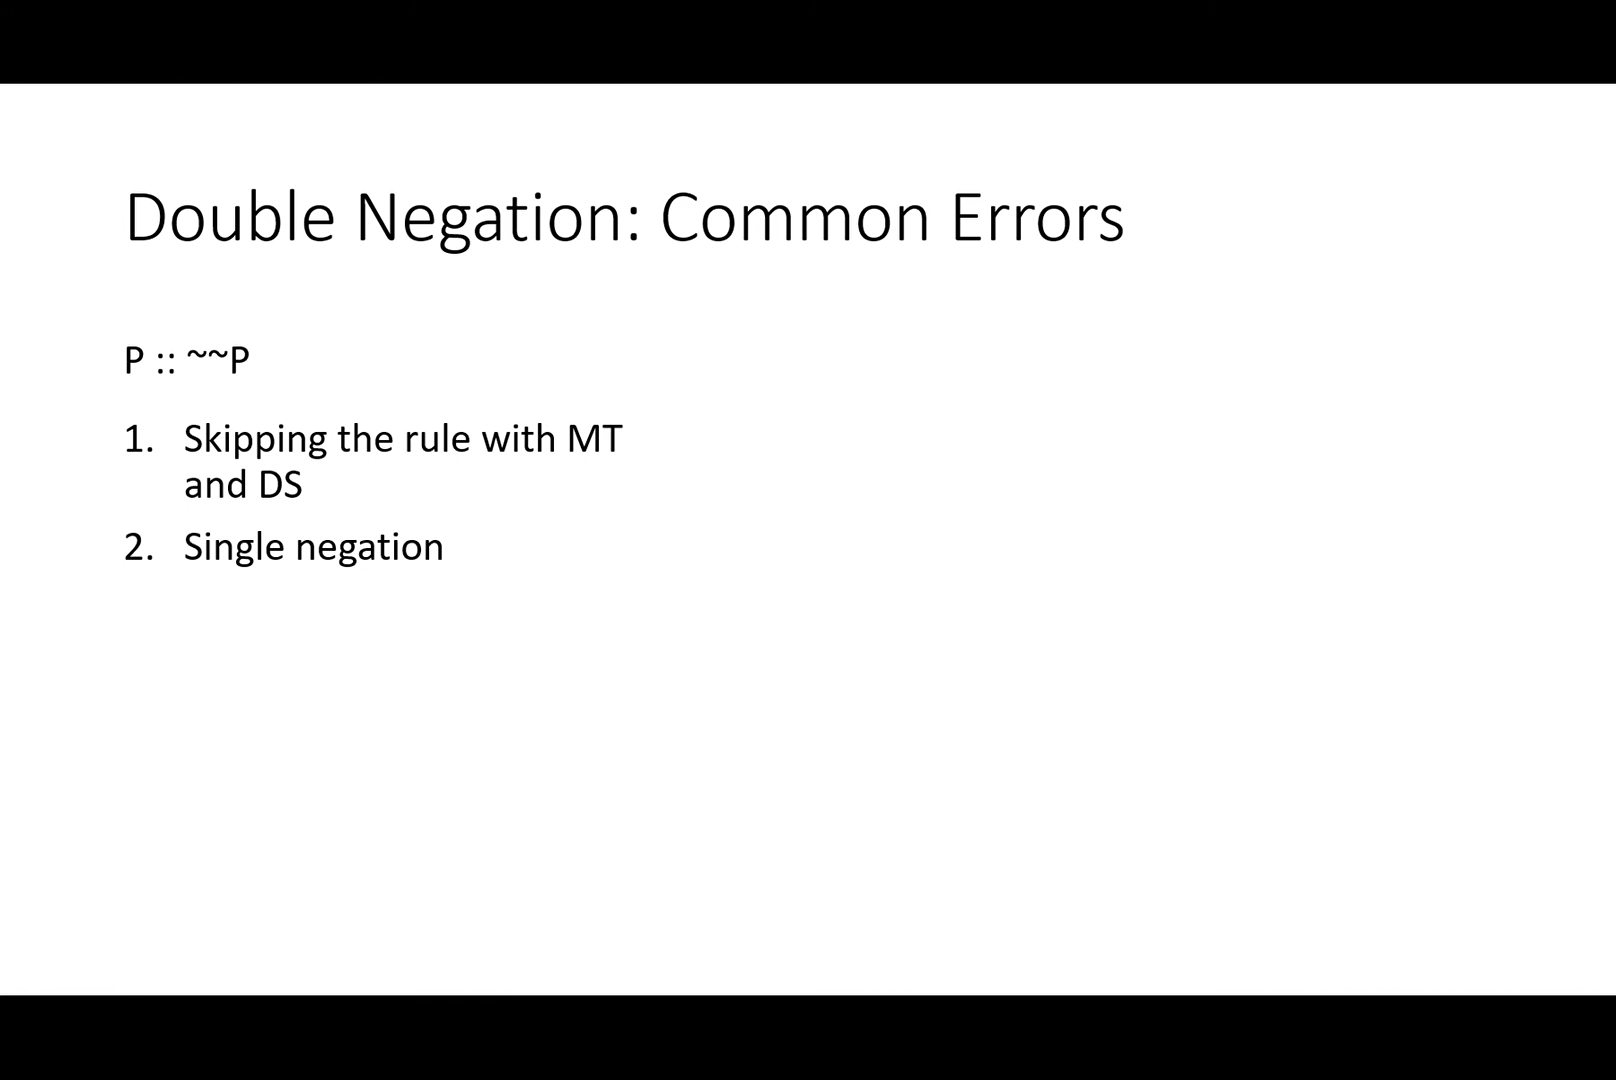 Double Negation: Common Errors
P :: ~~P
1. Skipping the rule with MT
and DS
2. Single negation